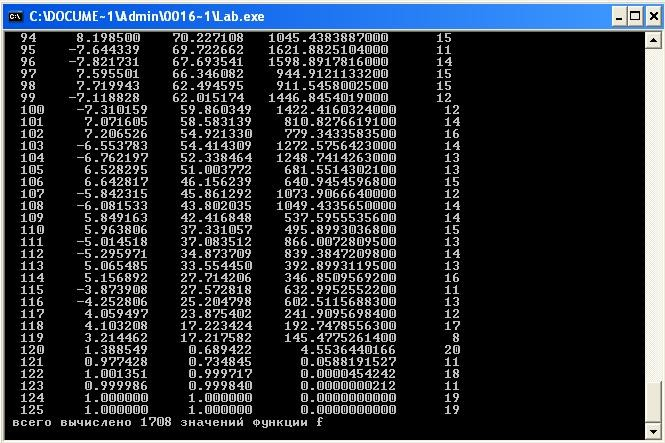 C:\DOCUME~1\Admin\0016~1\Lab.exe
94 8.198500 70.227108 1045.4383887000 15
95 -7.644339 69.722662 1621.8825104000 11
96 -7.821731 67.693541 1598.8917816000 14
97 7.595501 66.346082 944.9121133200 15
98 7.719943 62.494595 911.5458002500 15
99 -7.118828 62.015174 1446.8454019000 12
100 -7.310159 59.860349 1422.4160324000 12
101 7.071605 58.583139 810.8276619100 14
102 7.206526 54.921330 779.3433583500 16
103 -6.553783 54.414309 1272.5756423000 14
104 -6.762197 52.338464 1248.7414263000 13
105 6.528295 51.003772 681.5514302100 13
106 6.642817 46.156239 640.9454596800 15
107 -5.842315 45.861292 1073.9066640000 12
108 -6.081533 43.802035 1049.4335650000 14
109 5.849163 42.416848 537.5955535600 14
110 5.963806 37.331057 495.8993036800 15
111 -5.014518 37.083512 866.0072809500 13
112 -5.295971 34.873709 839.3847209800 14
113 5.065485 33.554450 392.8993119500 13
114 5.156892 27.714206 346.8509569200 16
115 -3.873908 27.572818 632.9952552200 11
116 -4.252806 25.204798 602.5115688300 13
117 4.059497 23.875402 241.9095698400 12
118 4.103208 17.223424 192.7478556300 17
119 3.214462 17.217582 145.4775261400 8
120 1.388549 0.689422 4.5536440166 20
121 0.977428 0.734845 0.0588191527 11
122 1.001351 0.999717 0.0000454242 18
123 0.999986 0.999840 0.0000000212 11
124 1.000000 1.000000 0.0000000000 19
125 1.000000 1.000000 0.0000000000 19
всего вычислено 1708 значений функции f